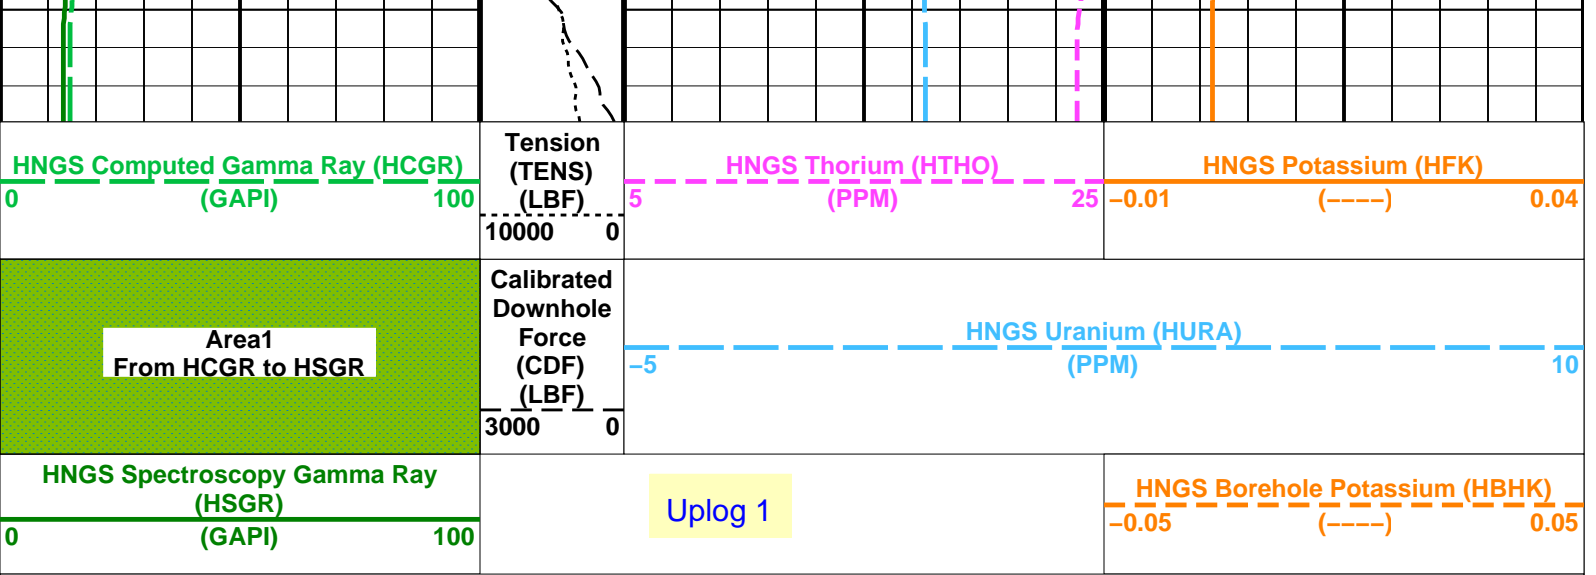 HNGS Computed Gamma Ray (HCGR)
0 (GAPI) 100
Tension
(TENS)
(LBF)
10000 0
HNGS Thorium (HTHO)
5 (PPM) 25
HNGS Potassium (HFK)
−0.01 (−−−−) 0.04
Area1
From HCGR to HSGR
Calibrated
Downhole
Force
(CDF)
(LBF)
3000 0
HNGS Uranium (HURA)
−5 (PPM) 10
HNGS Spectroscopy Gamma Ray
(HSGR)
0 (GAPI) 100
Uplog 1
HNGS Borehole Potassium (HBHK)
−0.05 (−−−−) 0.05